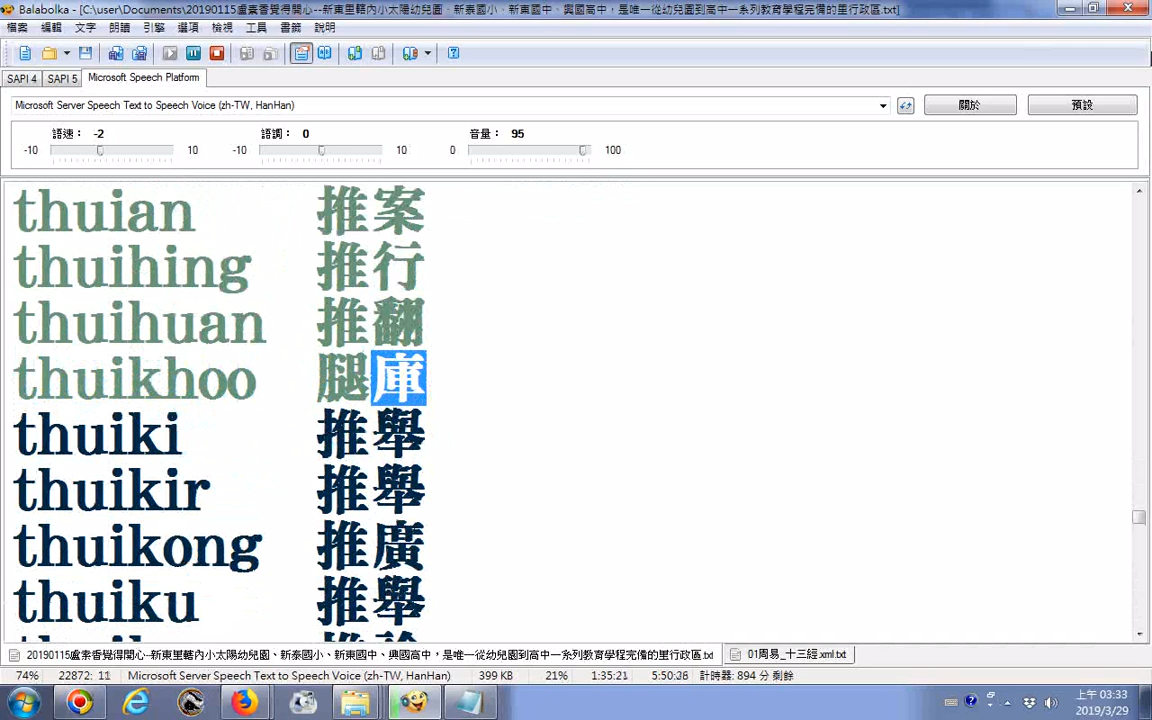 Balabolka - [C:\user\Documents\20190115盧素香覺得開心--新東里轄內小太陽幼兒園、新泰國小、新東國中、興國高中，是唯一從幼兒園到高中一系列教育學程完備的里行政區.txt]
檔案 編輯 文字 朗讀 引擎 選項 檢視 工具 書籤 說明
SAPI 4 SAPI 5 Microsoft Speech Platform
Microsoft Server Speech Text to Speech Voice (zh-TW, HanHan) 關於 預設
語速： -2 語調： 0 音量： 95
-10 10 -10 10 0 100
thuian 推案
thuihing 推行
thuihuan 推翻
thuikhoo 腿庫
thuiki 推舉
thuikir 推舉
thuikong 推廣
thuiku 推舉
20190115盧素香覺得開心--新東里轄內小太陽幼兒園、新泰國小、新東國中、興國高中，是唯一從幼兒園到高中一系列教育學程完備的里行政區.txt 01周易_十三經.xml.txt
74% 22872: 11 Microsoft Server Speech Text to Speech Voice (zh-TW, HanHan) 399 KB 21% 1:35:21 5:50:28 計時器: 894 分 剩餘
上午 03:33
2019/3/29